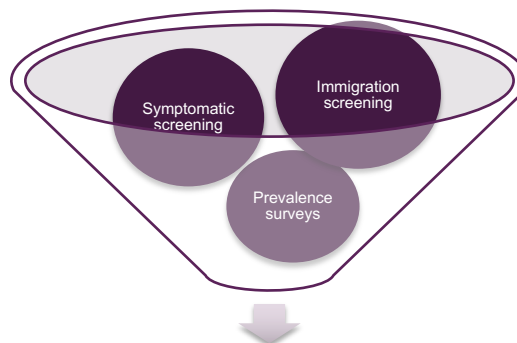 Symptomatic
screening
Immigration
screening
Prevalence
surveys